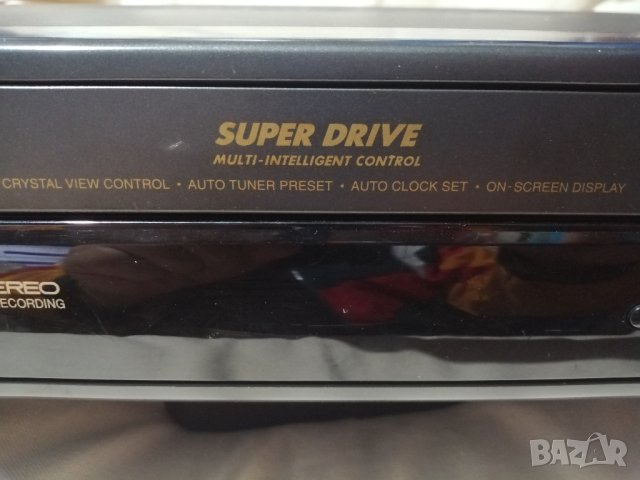 SUPER DRIVE
MULTI-INTELLIGENT CONTROL
CRYSTAL VIEW CONTROL • AUTO TUNER PRESET • AUTO CLOCK SET • ON-SCREEN DISPLAY
EREO
ECORDING
BAZAR